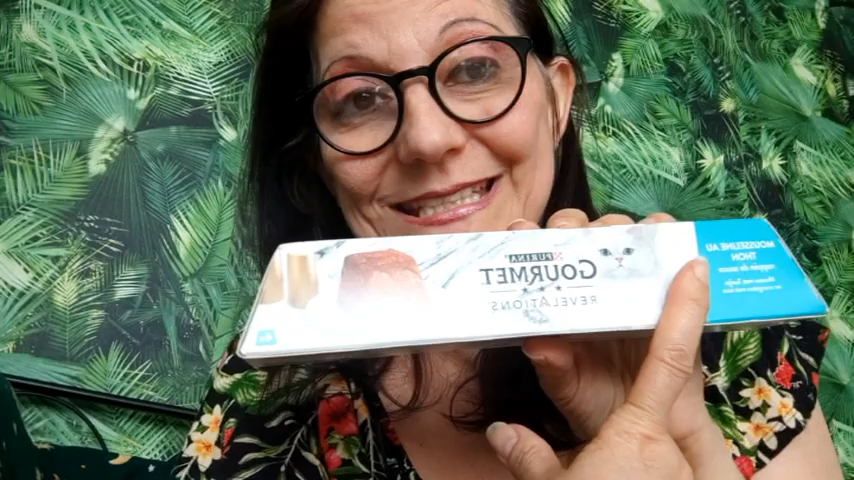 PURINA
GOURMET
REVELATIONS
MOUSSELINE AU
THON
nappée de sauce